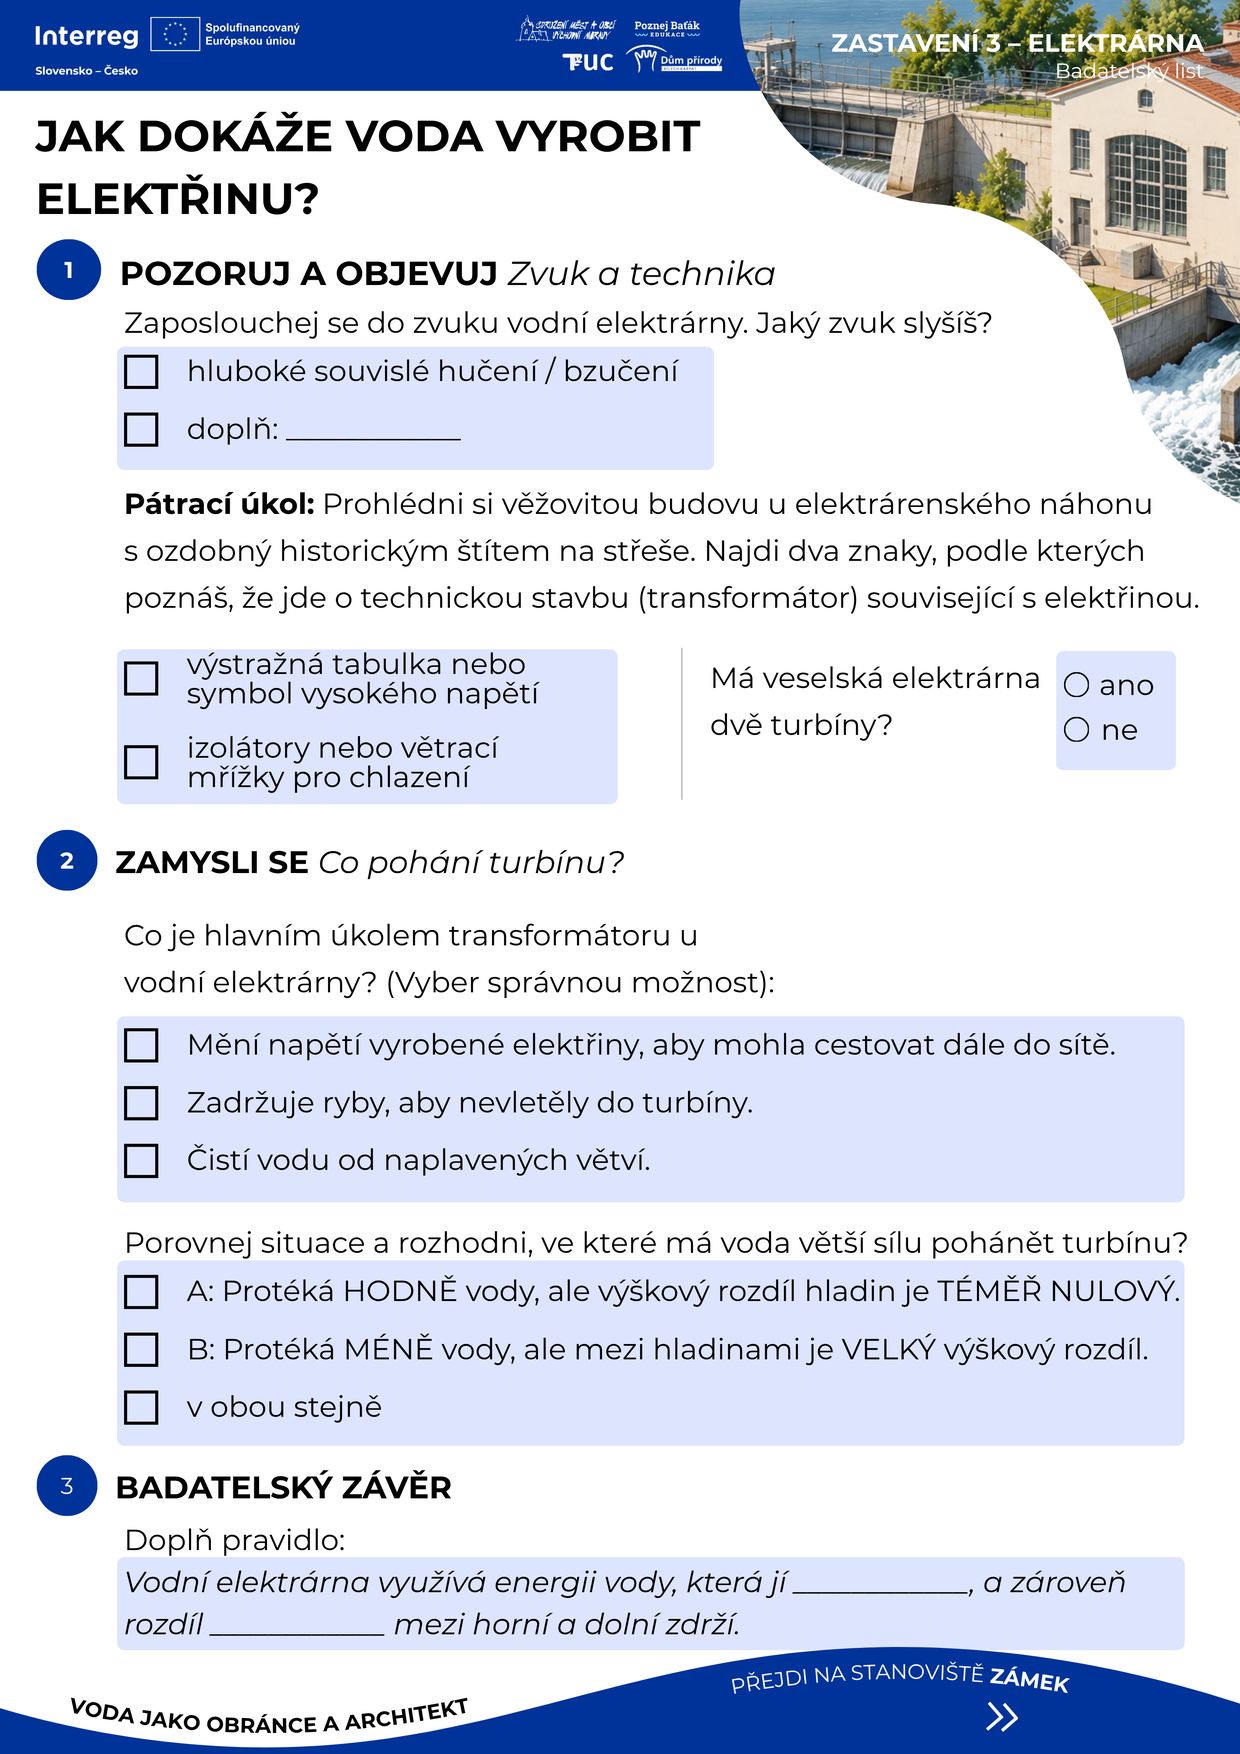 Interreg
Spolufinancovaný
Európskou úniou
Slovensko – Česko
Poznej Baťák
EDUKACE
Dům přírody
ZASTAVENÍ 3 – ELEKTRÁRNA
Badatelský list
JAK DOKÁŽE VODA VYROBIT
ELEKTŘINU?
1
POZORUJ A OBJEVUJ Zvuk a technika
Zaposlouchej se do zvuku vodní elektrárny. Jaký zvuk slyšíš?
hluboké souvislé hučení / bzučení
doplň: ____________
Pátrací úkol: Prohlédni si věžovitou budovu u elektrárenského náhonu
s ozdobný historickým štítem na střeše. Najdi dva znaky, podle kterých
poznáš, že jde o technickou stavbu (transformátor) související s elektřinou.
výstražná tabulka nebo
symbol vysokého napětí
izolátory nebo větrací
mřížky pro chlazení
Má veselská elektrárna
dvě turbíny?
ano
ne
2
ZAMYSLI SE Co pohání turbínu?
Co je hlavním úkolem transformátoru u
vodní elektrárny? (Vyber správnou možnost):
Mění napětí vyrobené elektřiny, aby mohla cestovat dále do sítě.
Zadržuje ryby, aby nevletěly do turbíny.
Čistí vodu od naplavených větví.
Porovnej situace a rozhodni, ve které má voda větší sílu pohánět turbínu?
A: Protéká HODNĚ vody, ale výškový rozdíl hladin je TÉMĚŘ NULOVÝ.
B: Protéká MÉNĚ vody, ale mezi hladinami je VELKÝ výškový rozdíl.
v obou stejně
3
BADATELSKÝ ZÁVĚR
Doplň pravidlo:
Vodní elektrárna využívá energii vody, která jí ____________, a zároveň
rozdíl ____________ mezi horní a dolní zdrží.
PŘEJDI NA STANOVIŠTĚ ZÁMEK
VODA JAKO OBRÁNCE A ARCHITEKT